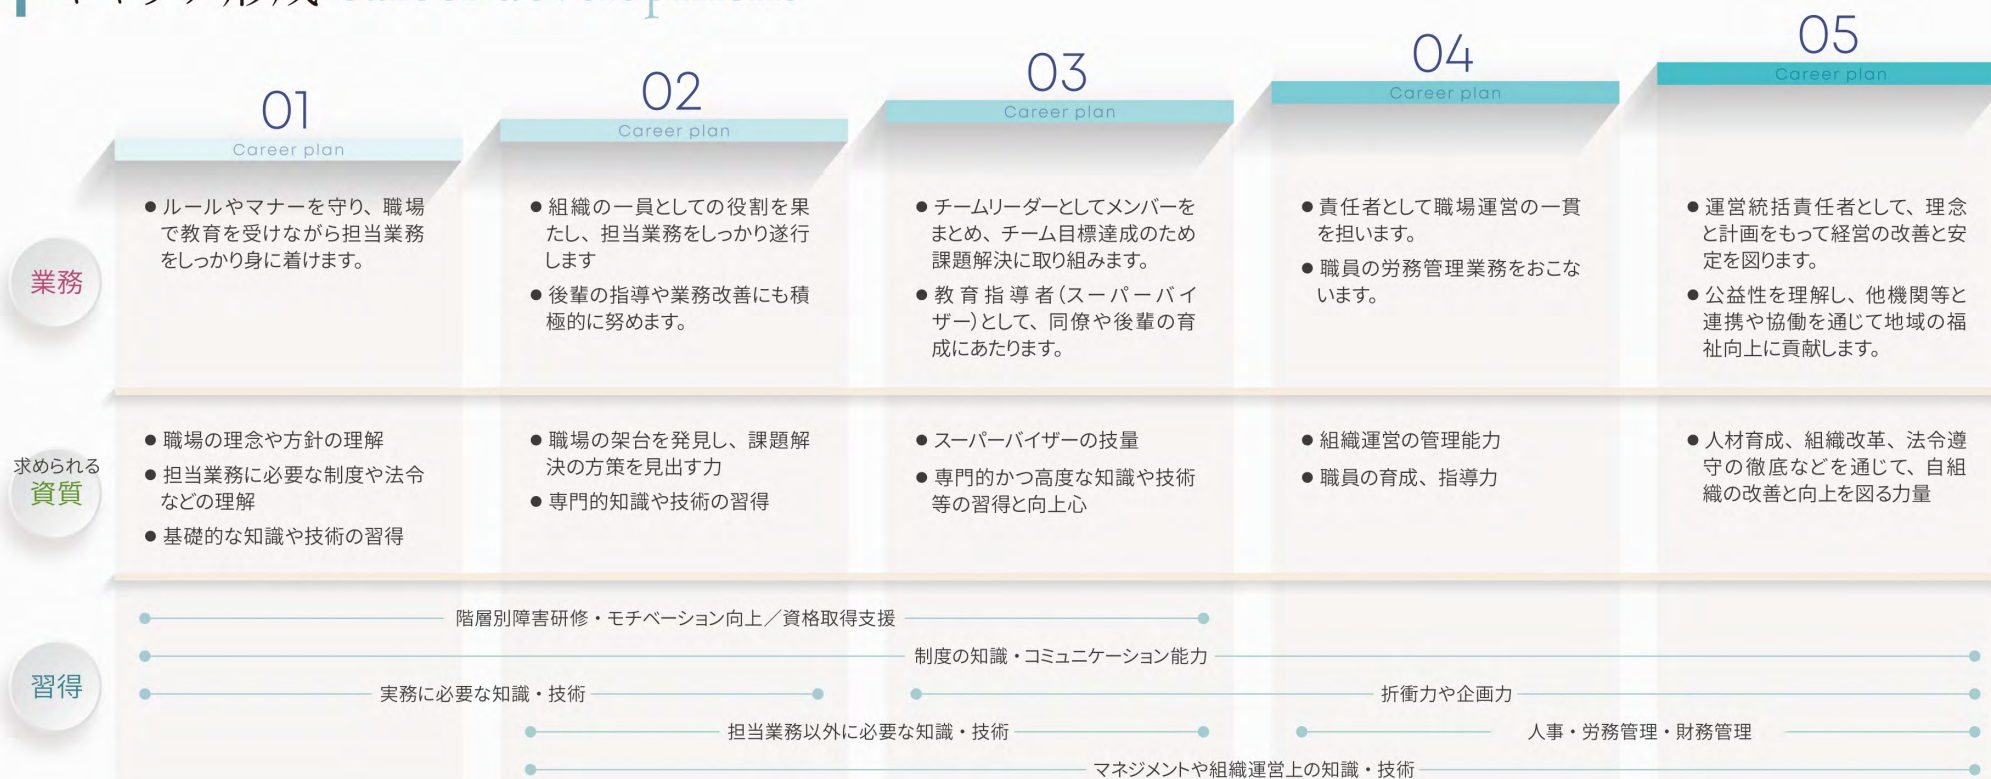 キャリア形成 Career development
01
Career plan
02
Career plan
03
Career plan
04
Career plan
05
Career plan
業務
● ルールやマナーを守り、職場
で教育を受けながら担当業務
をしっかり身に着けます。
● 組織の一員としての役割を果
たし、担当業務をしっかり遂行
します
● 後輩の指導や業務改善にも積
極的に努めます。
● チームリーダーとしてメンバーを
まとめ、チーム目標達成のため
課題解決に取り組みます。
● 教育指導者(スーパーバイ
ザー)として、同僚や後輩の育
成にあたります。
● 責任者として職場運営の一貫
を担います。
● 職員の労務管理業務をおこな
います。
● 運営統括責任者として、理念
と計画をもって経営の改善と安
定を図ります。
● 公益性を理解し、他機関等と
連携や協働を通じて地域の福
祉向上に貢献します。
求められる
資質
● 職場の理念や方針の理解
● 担当業務に必要な制度や法令
などの理解
● 基礎的な知識や技術の習得
● 職場の架台を発見し、課題解
決の方策を見出す力
● 専門的知識や技術の習得
● スーパーバイザーの技量
● 専門的かつ高度な知識や技術
等の習得と向上心
● 組織運営の管理能力
● 職員の育成、指導力
● 人材育成、組織改革、法令遵
守の徹底などを通じて、自組
織の改善と向上を図る力量
習得
階層別障害研修・モチベーション向上／資格取得支援
制度の知識・コミュニケーション能力
実務に必要な知識・技術
折衝力や企画力
担当業務以外に必要な知識・技術
人事・労務管理・財務管理
マネジメントや組織運営上の知識・技術